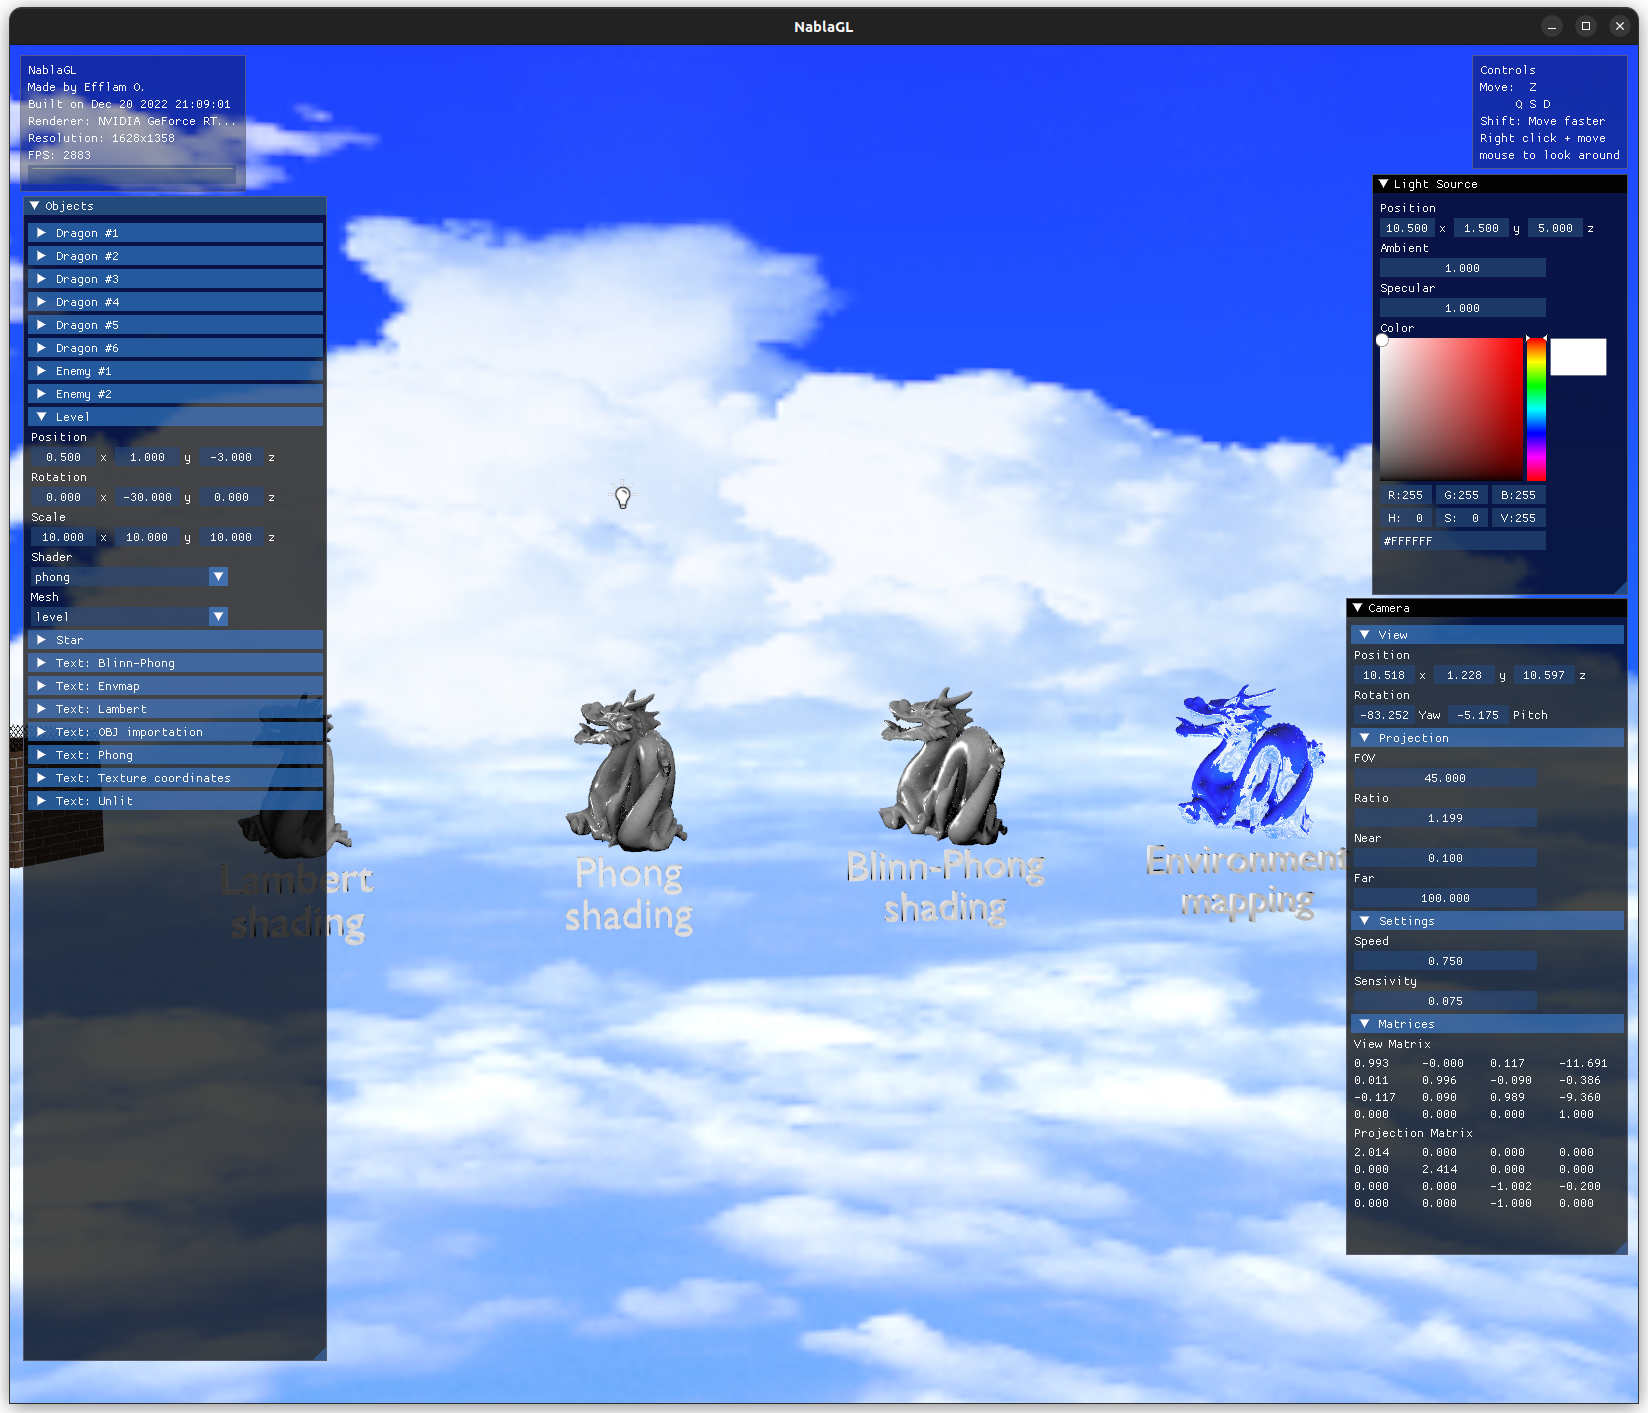 NablaGL
NablaGL
Made by Efflam O.
Built on Dec 20 2022 21:09:01
Renderer: NVIDIA GeForce RT...
Resolution: 1628x1358
FPS: 2883
Controls
Move: Z
Q S D
Shift: Move faster
Right click + move
mouse to look around
Objects
Dragon #1
Dragon #2
Dragon #3
Dragon #4
Dragon #5
Dragon #6
Enemy #1
Enemy #2
Level
Position
0.500 x 1.000 y -3.000 z
Rotation
0.000 x -30.000 y 0.000 z
Scale
10.000 x 10.000 y 10.000 z
Shader
phong
Mesh
level
Star
Text: Blinn-Phong
Text: Envmap
Text: Lambert
Text: OBJ importation
Text: Phong
Text: Texture coordinates
Text: Unlit
Lambert
shading
Phong
shading
Blinn-Phong
shading
Environment
mapping
Light Source
Position
10.500 x 1.500 y 5.000 z
Ambient
1.000
Specular
1.000
Color
R:255 G:255 B:255
H: 0 S: 0 V:255
#FFFFFF
Camera
View
Position
10.518 x 1.228 y 10.597 z
Rotation
-83.252 Yaw -5.175 Pitch
Projection
FOV
45.000
Ratio
1.199
Near
0.100
Far
100.000
Settings
Speed
0.750
Sensivity
0.075
Matrices
View Matrix
0.993 -0.000 0.117 -11.691
0.011 0.996 -0.090 -0.386
-0.117 0.090 0.989 -9.360
0.000 0.000 0.000 1.000
Projection Matrix
2.014 0.000 0.000 0.000
0.000 2.414 0.000 0.000
0.000 0.000 -1.002 -0.200
0.000 0.000 -1.000 0.000